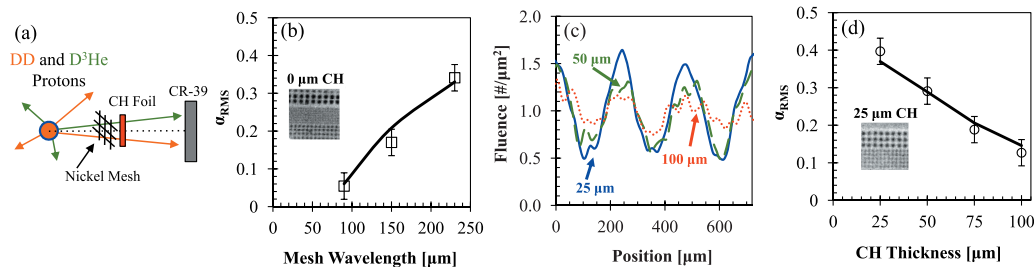 (a)
DD and D³He
Protons
CH Foil
CR-39
Nickel Mesh
(b)
0 µm CH
α_RMS
0.4
0.3
0.2
0.1
0
0 50 100 150 200 250
Mesh Wavelength [µm]
(c)
50 µm
100 µm
25 µm
Fluence [#/µm²]
2.0
1.5
1.0
0.5
0.0
0 200 400 600
Position [µm]
(d)
25 µm CH
α_RMS
0.5
0.4
0.3
0.2
0.1
0
0 25 50 75 100
CH Thickness [µm]